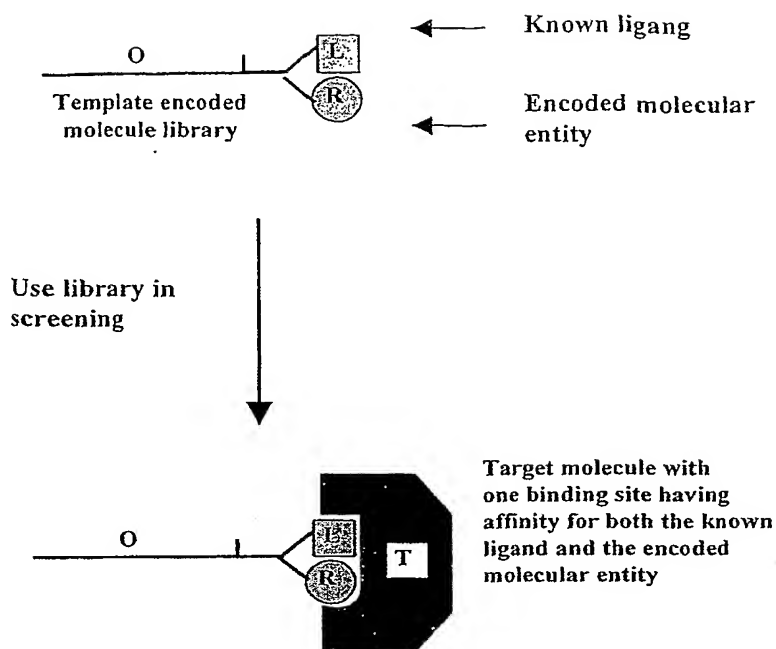 O
L
Known ligang
R
Template encoded
molecule library
Encoded molecular
entity
Use library in
screening
Target molecule with
one binding site having
affinity for both the known
ligand and the encoded
molecular entity
O
L
T
R